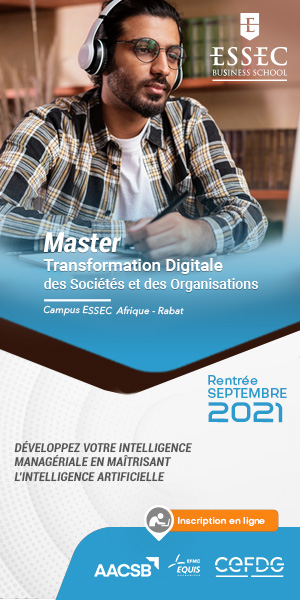 ESSEC
BUSINESS SCHOOL
Master
Transformation Digitale
des Sociétés et des Organisations
Campus ESSEC Afrique - Rabat
Rentrée
SEPTEMBRE
2021
DÉVELOPPEZ VOTRE INTELLIGENCE
MANAGÉRIALE EN MAÎTRISANT
L'INTELLIGENCE ARTIFICIELLE
Inscription en ligne
AACSB
EFMD
EQUIS
CEFDG